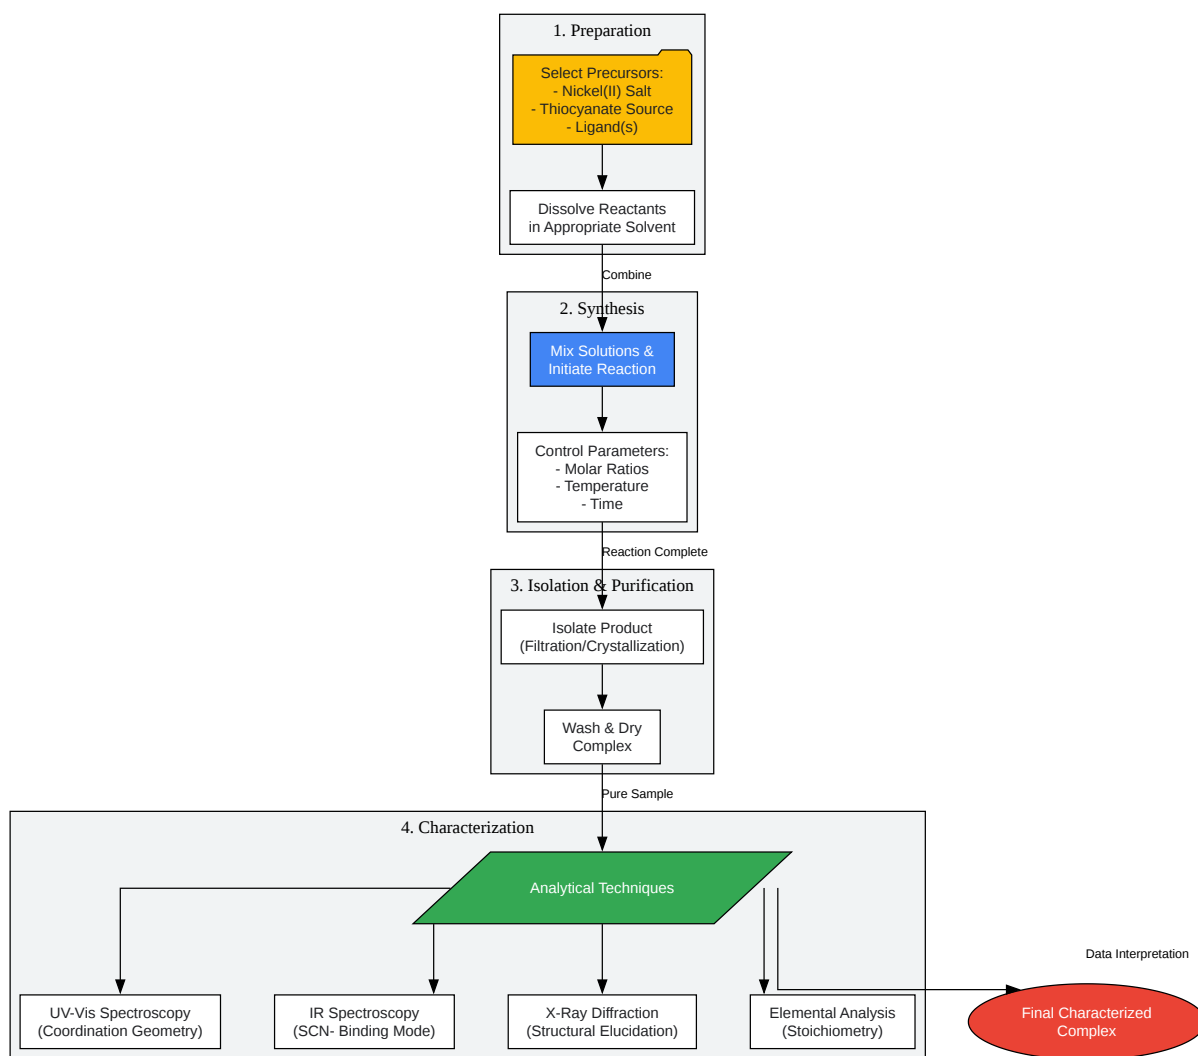 1. Preparation
Select Precursors:
- Nickel(II) Salt
- Thiocyanate Source
- Ligand(s)
Dissolve Reactants
in Appropriate Solvent
Combine
2. Synthesis
Mix Solutions &
Initiate Reaction
Control Parameters:
- Molar Ratios
- Temperature
- Time
Reaction Complete
3. Isolation & Purification
Isolate Product
(Filtration/Crystallization)
Wash & Dry
Complex
Pure Sample
4. Characterization
Analytical Techniques
Data Interpretation
UV-Vis Spectroscopy
(Coordination Geometry)
IR Spectroscopy
(SCN- Binding Mode)
X-Ray Diffraction
(Structural Elucidation)
Elemental Analysis
(Stoichiometry)
Final Characterized
Complex